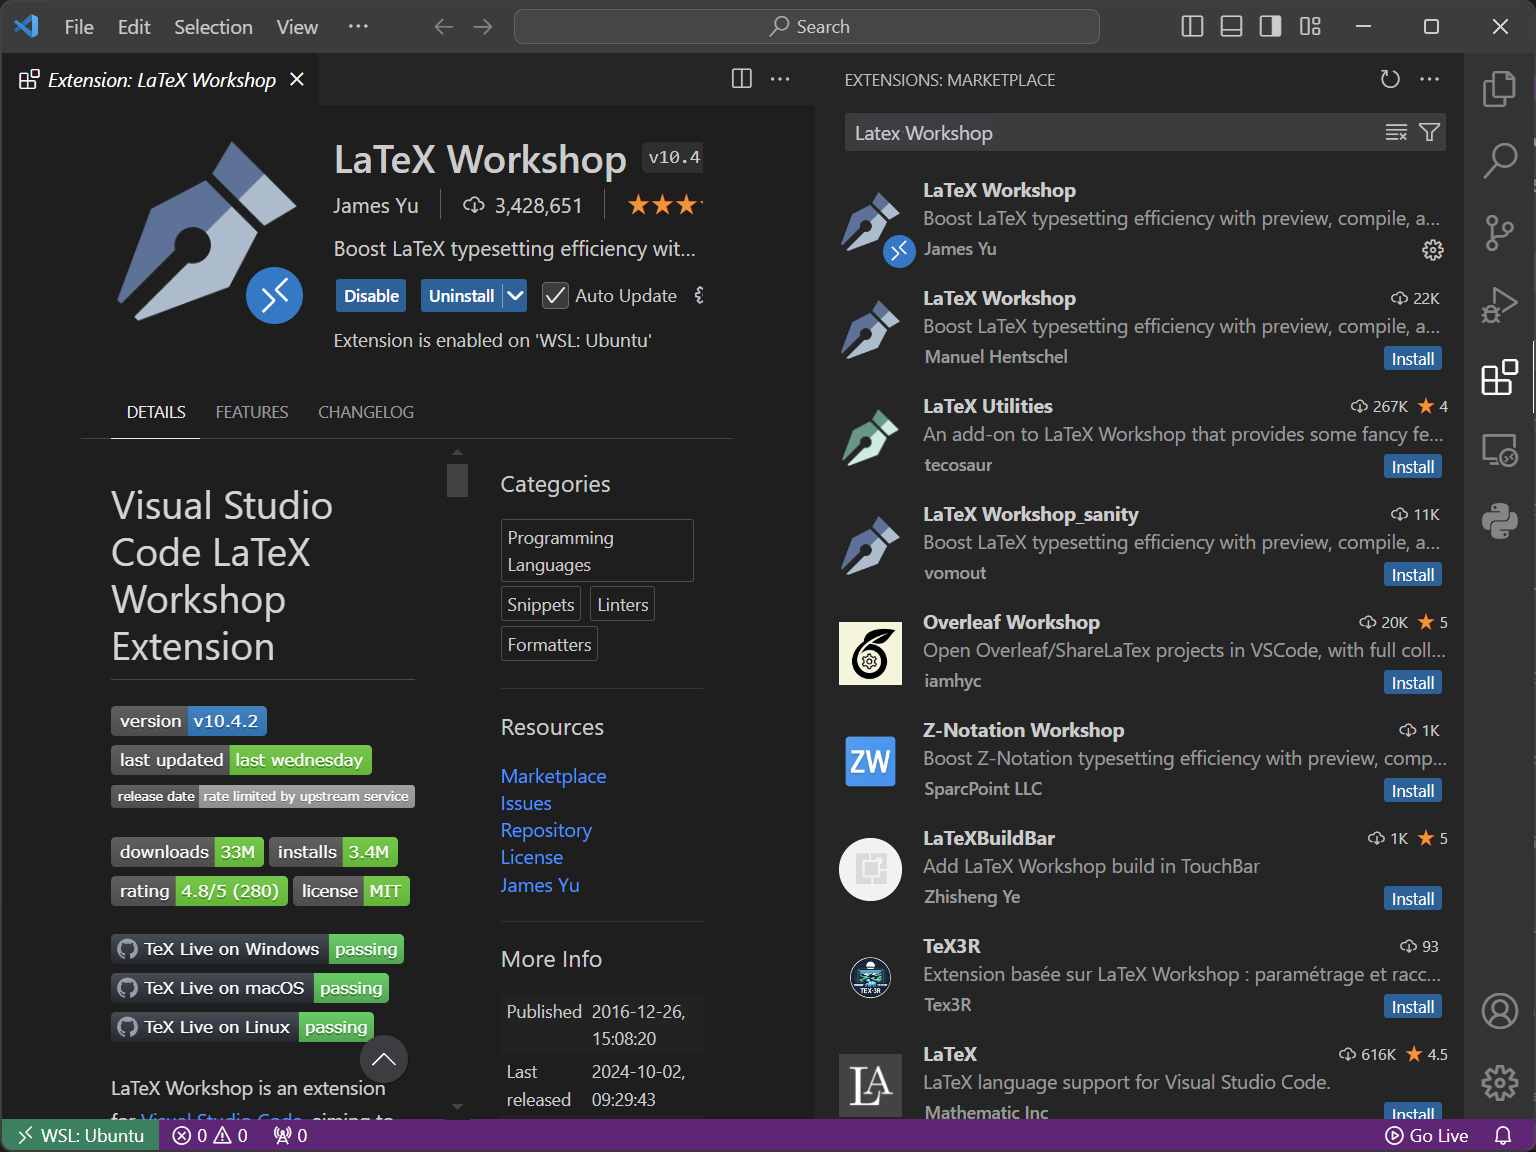 File Edit Selection View ··· Search
Extension: LaTeX Workshop
LaTeX Workshop v10.4
James Yu 3,428,651
Boost LaTeX typesetting efficiency wit...
Disable Uninstall Auto Update
Extension is enabled on 'WSL: Ubuntu'
DETAILS FEATURES CHANGELOG
Visual Studio
Code LaTeX
Workshop
Extension
version v10.4.2
last updated last wednesday
release date rate limited by upstream service
downloads 33M installs 3.4M
rating 4.8/5 (280) license MIT
TeX Live on Windows passing
TeX Live on macOS passing
TeX Live on Linux passing
LaTeX Workshop is an extension
for Visual Studio Code, aiming to
Categories
Programming
Languages
Snippets Linters
Formatters
Resources
Marketplace
Issues
Repository
License
James Yu
More Info
Published 2016-12-26,
15:08:20
Last 2024-10-02,
released 09:29:43
EXTENSIONS: MARKETPLACE
Latex Workshop
LaTeX Workshop
Boost LaTeX typesetting efficiency with preview, compile, a...
James Yu
LaTeX Workshop 22K
Boost LaTeX typesetting efficiency with preview, compile, a...
Manuel Hentschel Install
LaTeX Utilities 267K 4
An add-on to LaTeX Workshop that provides some fancy fe...
tecosaur Install
LaTeX Workshop_sanity 11K
Boost LaTeX typesetting efficiency with preview, compile, a...
vomout Install
Overleaf Workshop 20K 5
Open Overleaf/ShareLaTex projects in VSCode, with full coll...
iamhyc Install
ZW
Z-Notation Workshop 1K
Boost Z-Notation typesetting efficiency with preview, comp...
SparcPoint LLC Install
LaTeXBuildBar 1K 5
Add LaTeX Workshop build in TouchBar
Zhisheng Ye Install
TEX-3R
TeX3R 93
Extension basée sur LaTeX Workshop : paramétrage et racc...
Tex3R Install
LA
LaTeX 616K 4.5
LaTeX language support for Visual Studio Code.
Mathematic Inc Install
WSL: Ubuntu 0 0 0 Go Live